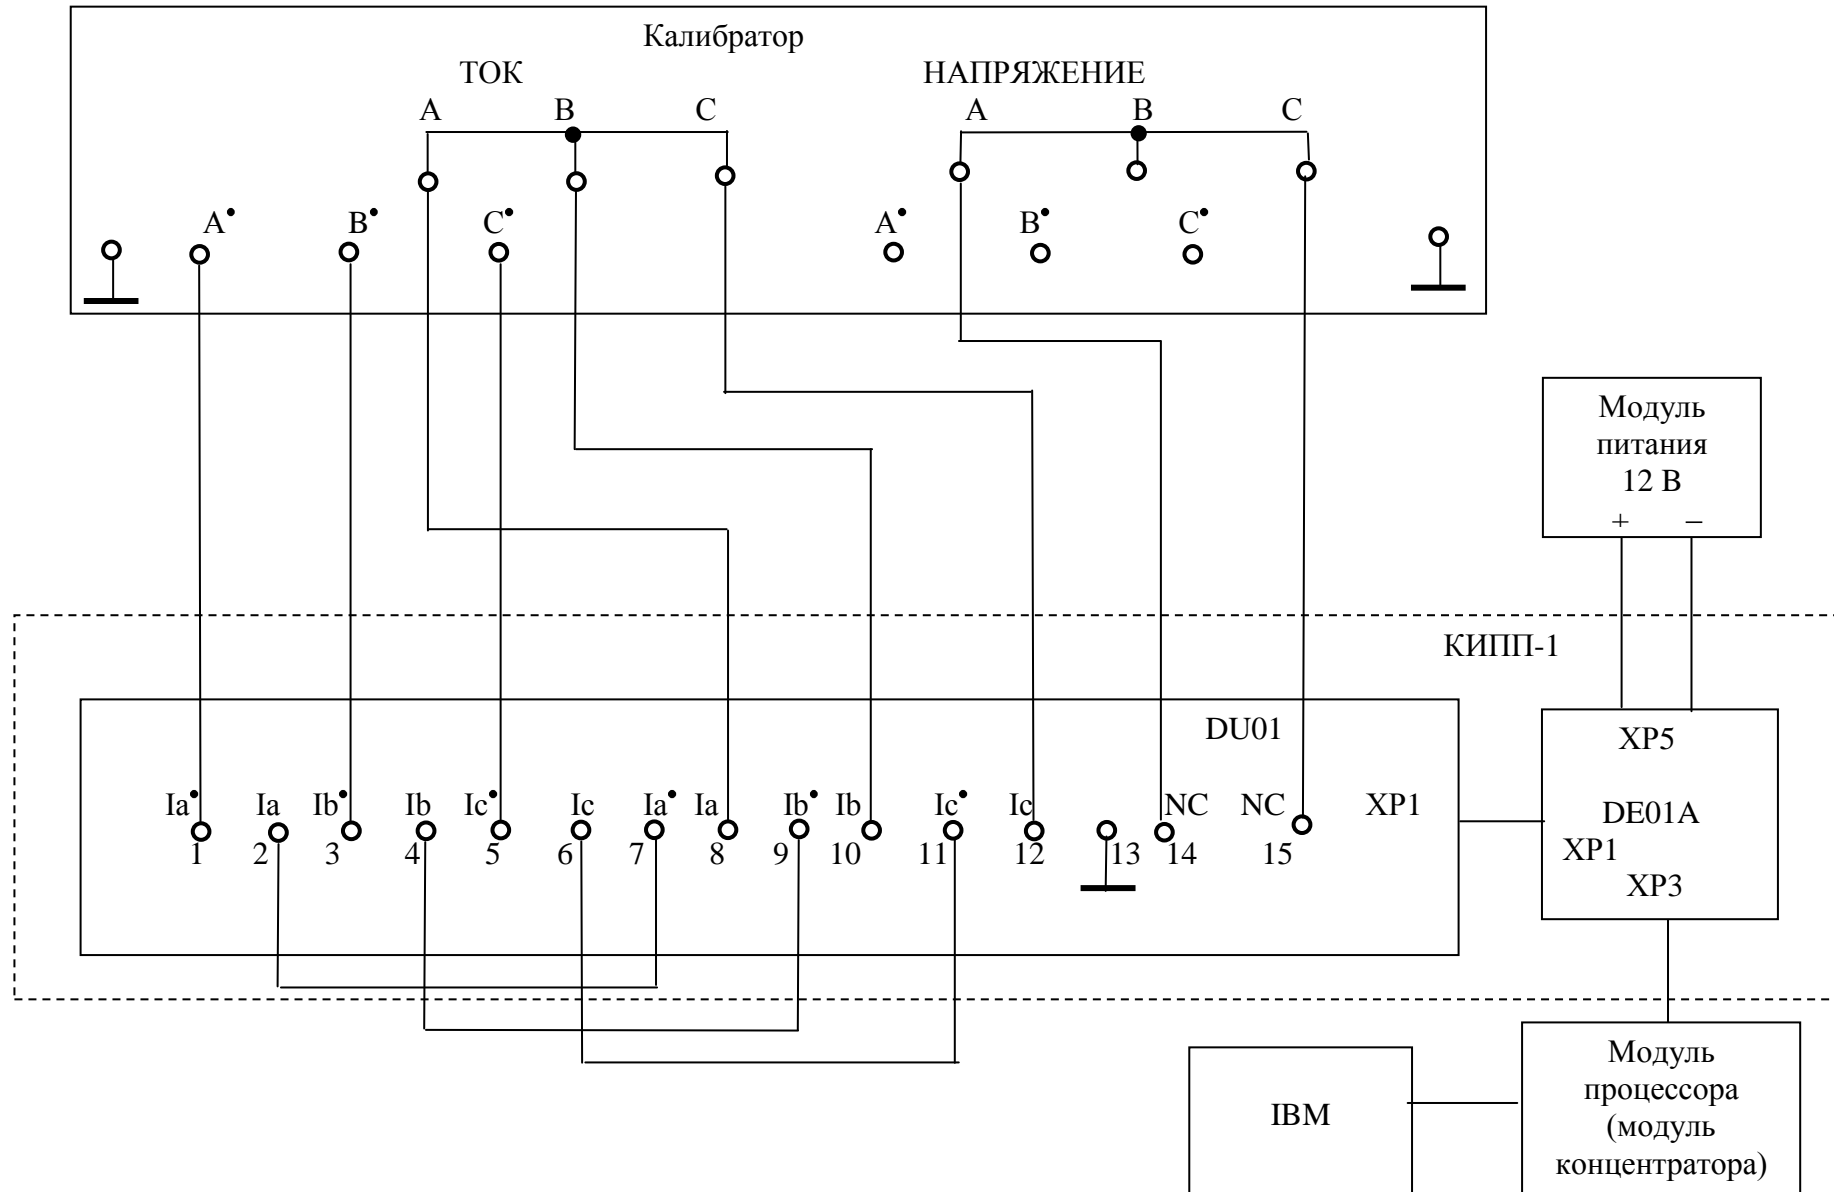 Калибратор
ТОК НАПРЯЖЕНИЕ
A B C A B C
A• B• C• A• B• C•
Модуль
питания
12 В
+ –
КИПП-1
DU01
XP5
Ia• Ia Ib• Ib Ic• Ic Ia• Ia Ib• Ib Ic• Ic NC NC XP1
DE01A
1 2 3 4 5 6 7 8 9 10 11 12 13 14 15
XP1
XP3
IBM
Модуль
процессора
(модуль
концентратора)